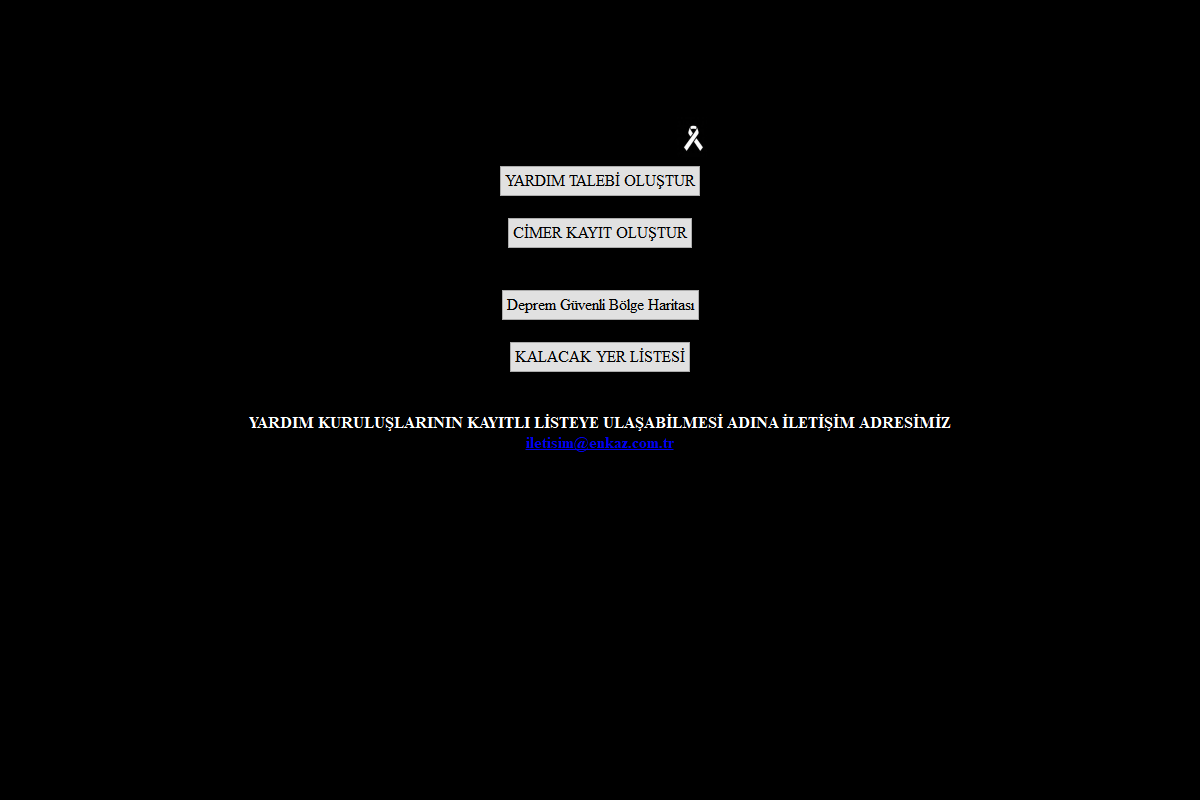 YARDIM TALEBİ OLUŞTUR
CİMER KAYIT OLUŞTUR
Deprem Güvenli Bölge Haritası
KALACAK YER LİSTESİ
YARDIM KURULUŞLARININ KAYITLI LİSTEYE ULAŞABİLMESİ ADINA İLETİŞİM ADRESİMİZ
iletisim@enkaz.com.tr